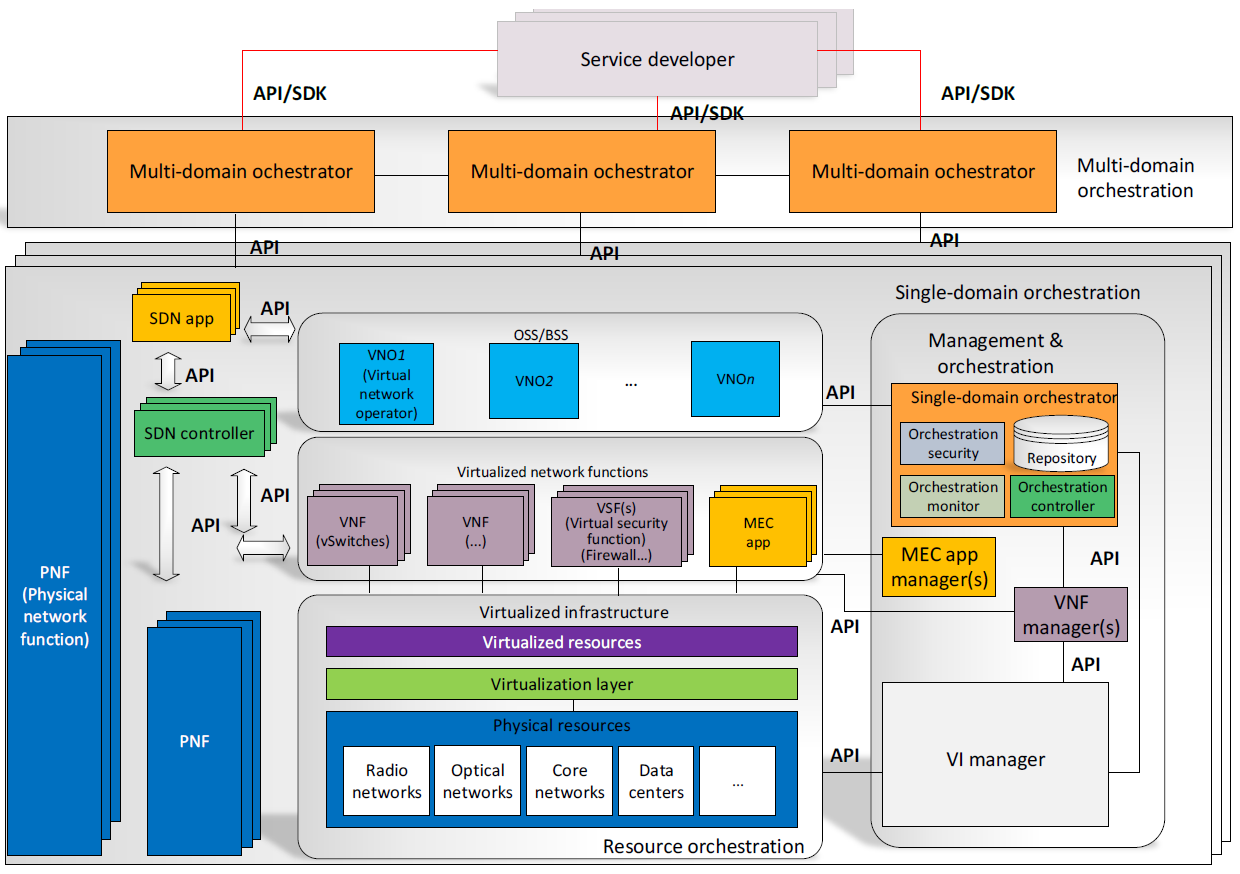 Service developer
API/SDK
API/SDK
API/SDK
Multi-domain ochestrator
Multi-domain ochestrator
Multi-domain ochestrator
Multi-domain
orchestration
API
API
API
Single-domain orchestration
SDN app
API
API
SDN controller
API
API
PNF
(Physical
network
function)
PNF
OSS/BSS
VNO1
(Virtual
network
operator)
VNO2
...
VNOn
API
Management &
orchestration
Single-domain orchestrator
Orchestration
security
Repository
Orchestration
monitor
Orchestration
controller
Virtualized network functions
VNF
(vSwitches)
VNF
(...)
VSF(s)
(Virtual security
function)
(Firewall...)
MEC
app
MEC app
manager(s)
API
VNF
manager(s)
API
API
Virtualized infrastructure
Virtualized resources
Virtualization layer
Physical resources
Radio
networks
Optical
networks
Core
networks
Data
centers
...
API
VI manager
Resource orchestration